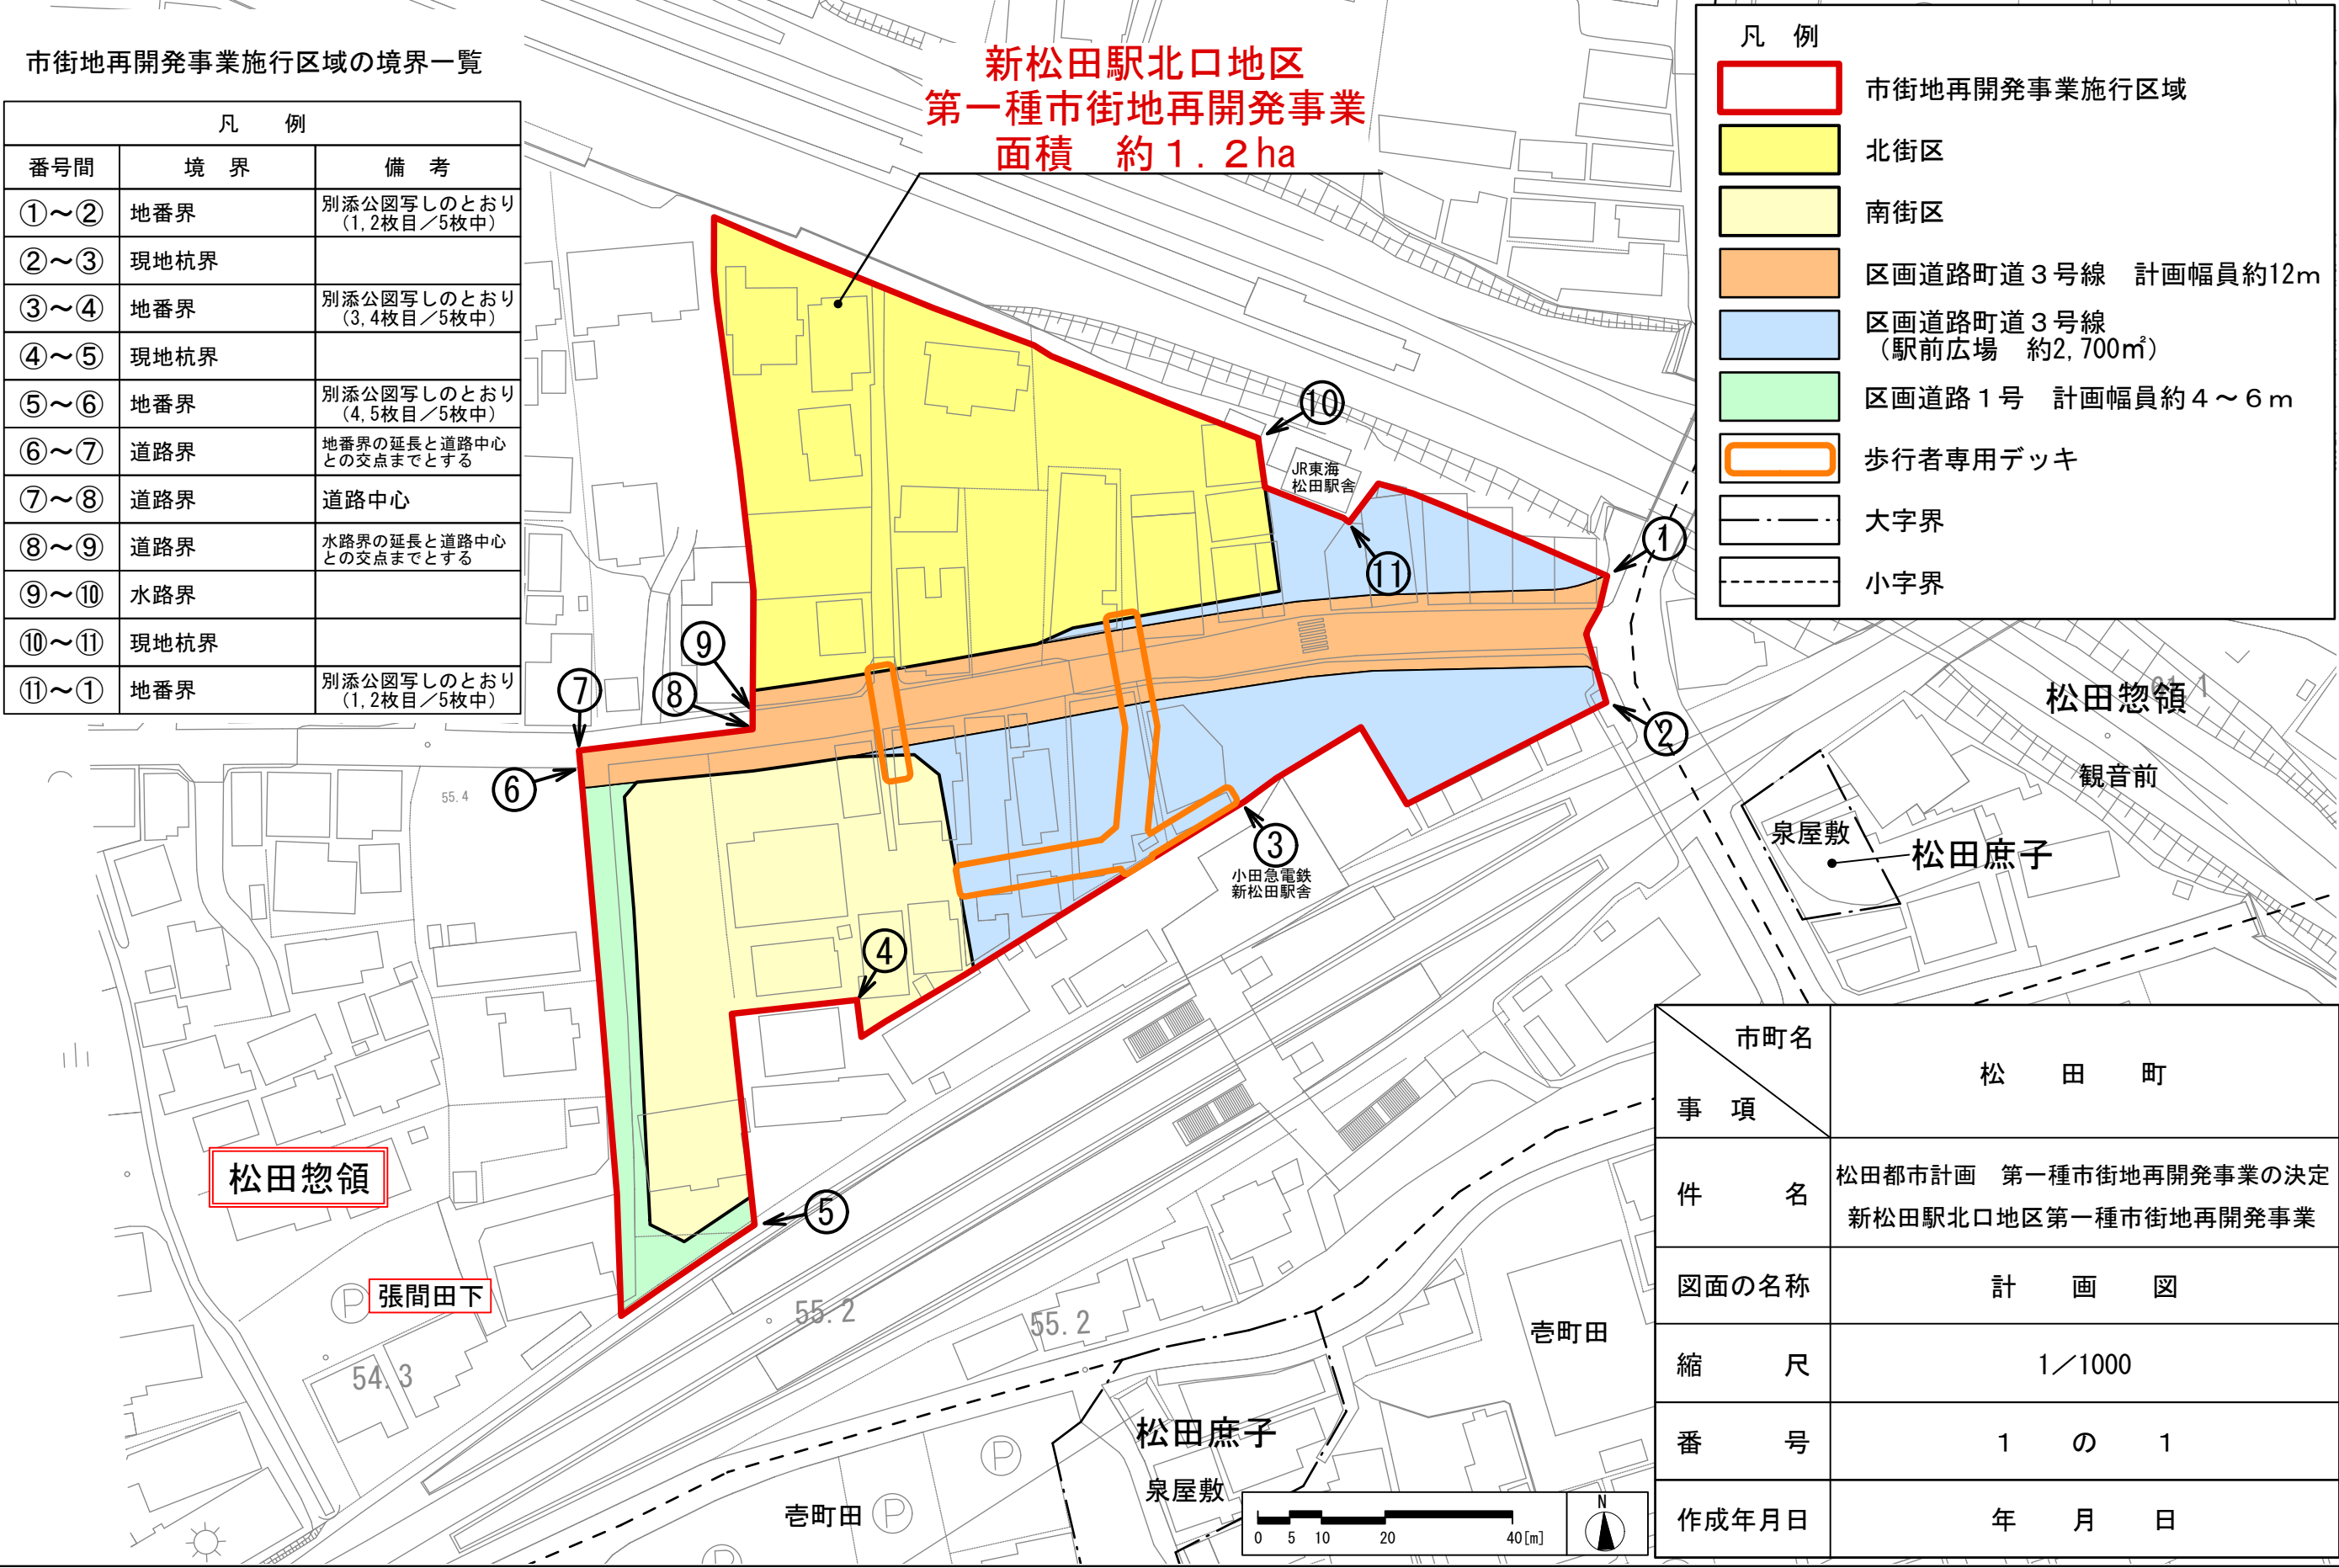 市街地再開発事業施行区域の境界一覧
凡　例
番号間　境　界　備　考
①～②　地番界　別添公図写しのとおり
(1,2枚目／5枚中)
②～③　現地杭界
③～④　地番界　別添公図写しのとおり
(3,4枚目／5枚中)
④～⑤　現地杭界
⑤～⑥　地番界　別添公図写しのとおり
(4,5枚目／5枚中)
⑥～⑦　道路界　地番界の延長と道路中心
との交点までとする
⑦～⑧　道路界　道路中心
⑧～⑨　道路界　水路界の延長と道路中心
との交点までとする
⑨～⑩　水路界
⑩～⑪　現地杭界
⑪～①　地番界　別添公図写しのとおり
(1,2枚目／5枚中)
新松田駅北口地区
第一種市街地再開発事業
面積　約１．２ha
凡　例
市街地再開発事業施行区域
北街区
南街区
区画道路町道３号線　計画幅員約12m
区画道路町道３号線
（駅前広場　約2,700㎡）
区画道路１号　計画幅員約４～６ｍ
歩行者専用デッキ
大字界
小字界
⑩
JR東海
松田駅舎
⑪
①
⑨
⑧
⑦
⑥
②
③
小田急電鉄
新松田駅舎
④
⑤
55.4
松田惣領
61.1
観音前
泉屋敷
松田庶子
松田惣領
張間田下
P
54.3
55.2
55.2
壱町田
松田庶子
泉屋敷
壱町田
P
P
P
0 5 10 20 40[m]
N
市町名
事　項
松　田　町
件　名
松田都市計画　第一種市街地再開発事業の決定
新松田駅北口地区第一種市街地再開発事業
図面の名称　計　画　図
縮　尺　1／1000
番　号　1　の　1
作成年月日　年　月　日